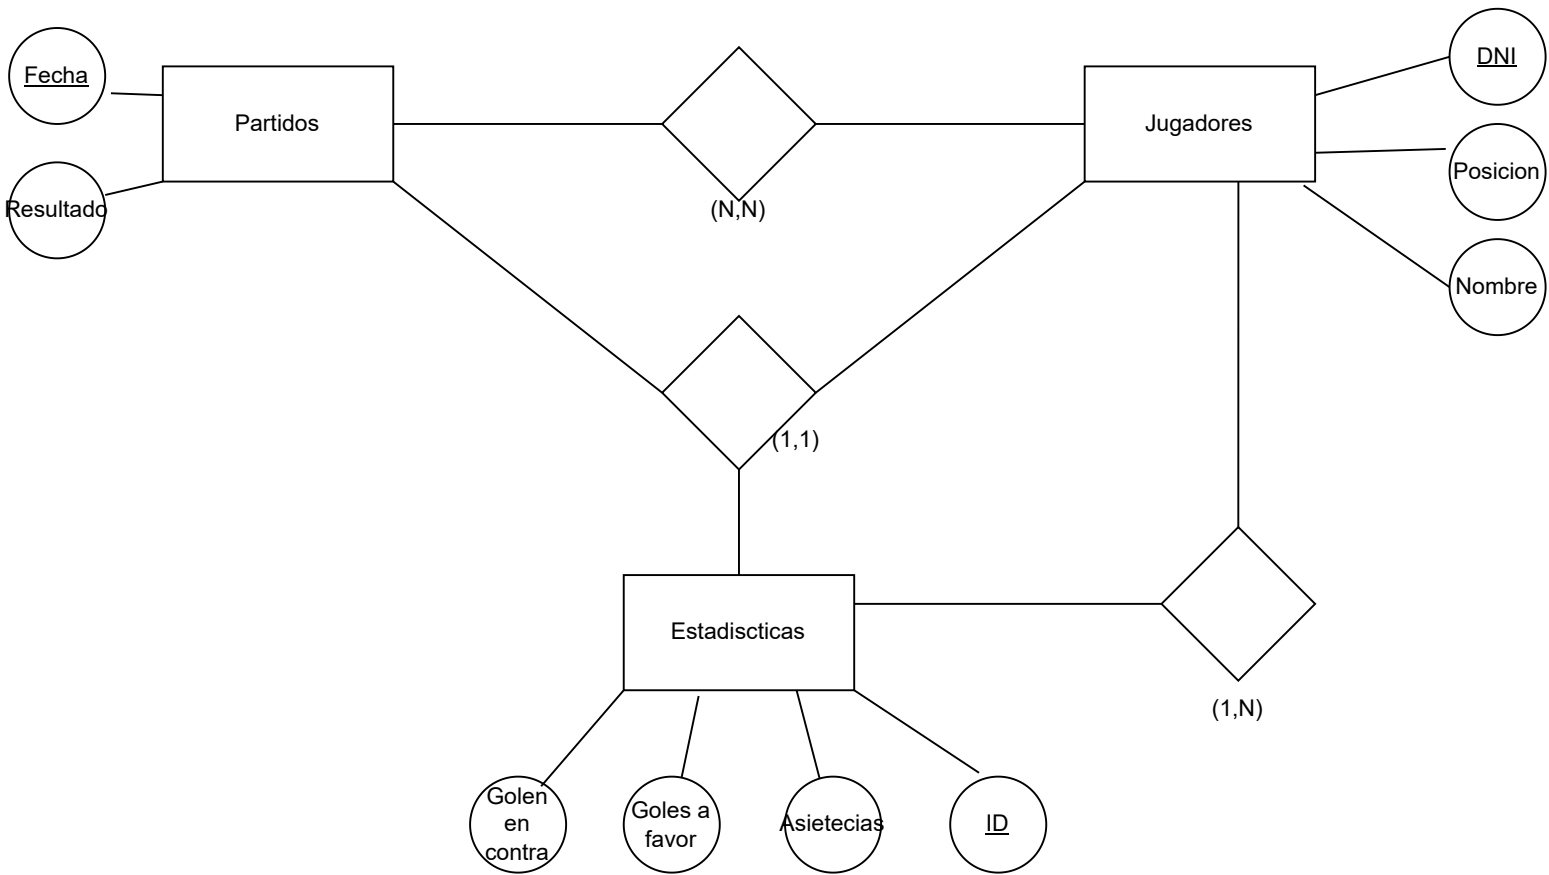 Fecha
Partidos
Jugadores
DNI
Posicion
Resultado
(N,N)
Nombre
(1,1)
Estadiscticas
(1,N)
Golen
en
contra
Goles a
favor
Asietecias
ID